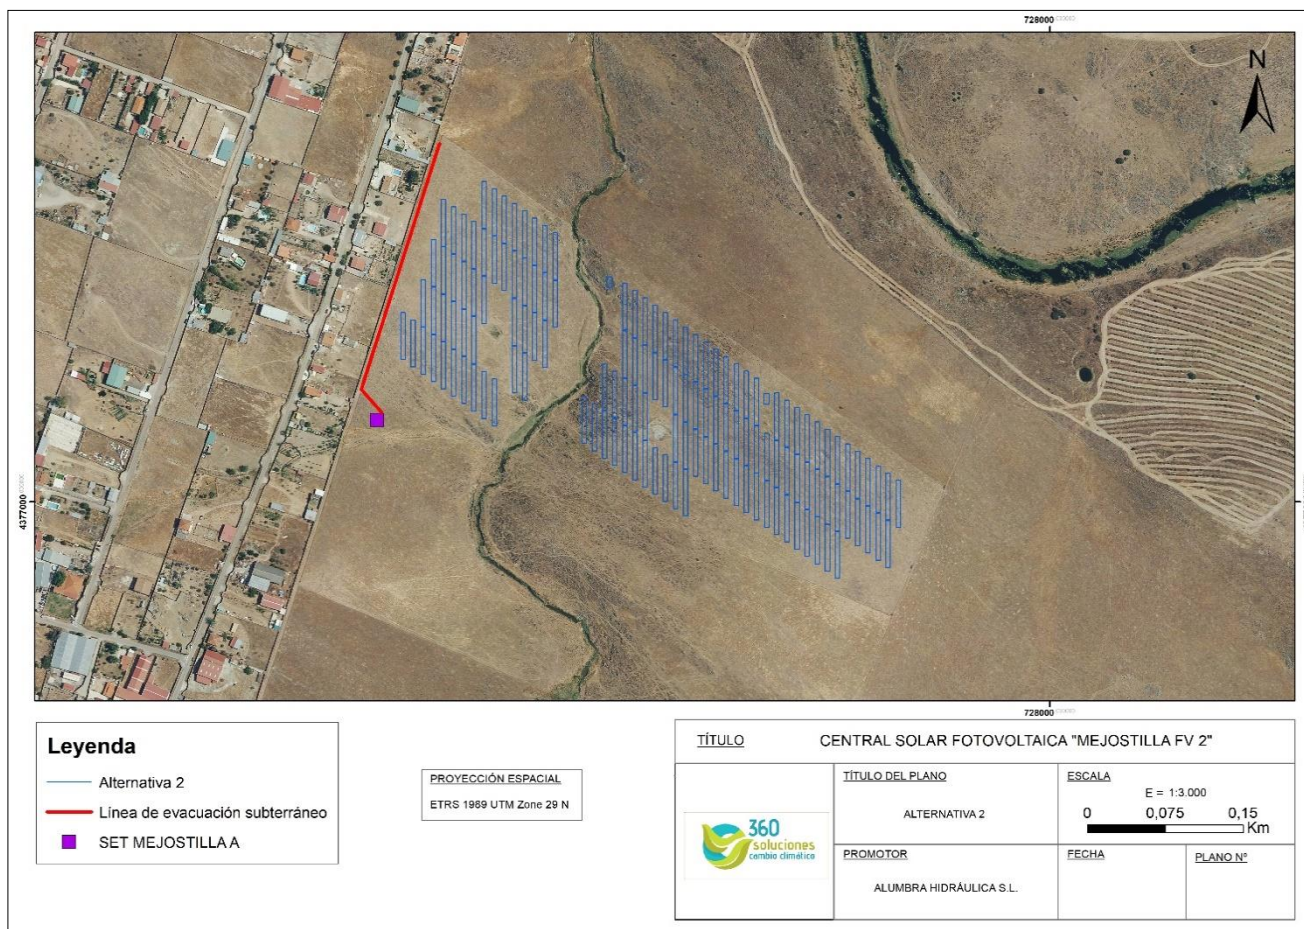 728000
N
4377000
728000
Leyenda
Alternativa 2
Línea de evacuación subterráneo
SET MEJOSTILLA A
PROYECCIÓN ESPACIAL
ETRS 1989 UTM Zone 29 N
TÍTULO
CENTRAL SOLAR FOTOVOLTAICA "MEJOSTILLA FV 2"
360
soluciones
cambio climático
TÍTULO DEL PLANO
ALTERNATIVA 2
ESCALA
E = 1:3.000
0 0,075 0,15
Km
PROMOTOR
ALUMBRA HIDRÁULICA S.L.
FECHA
PLANO Nº